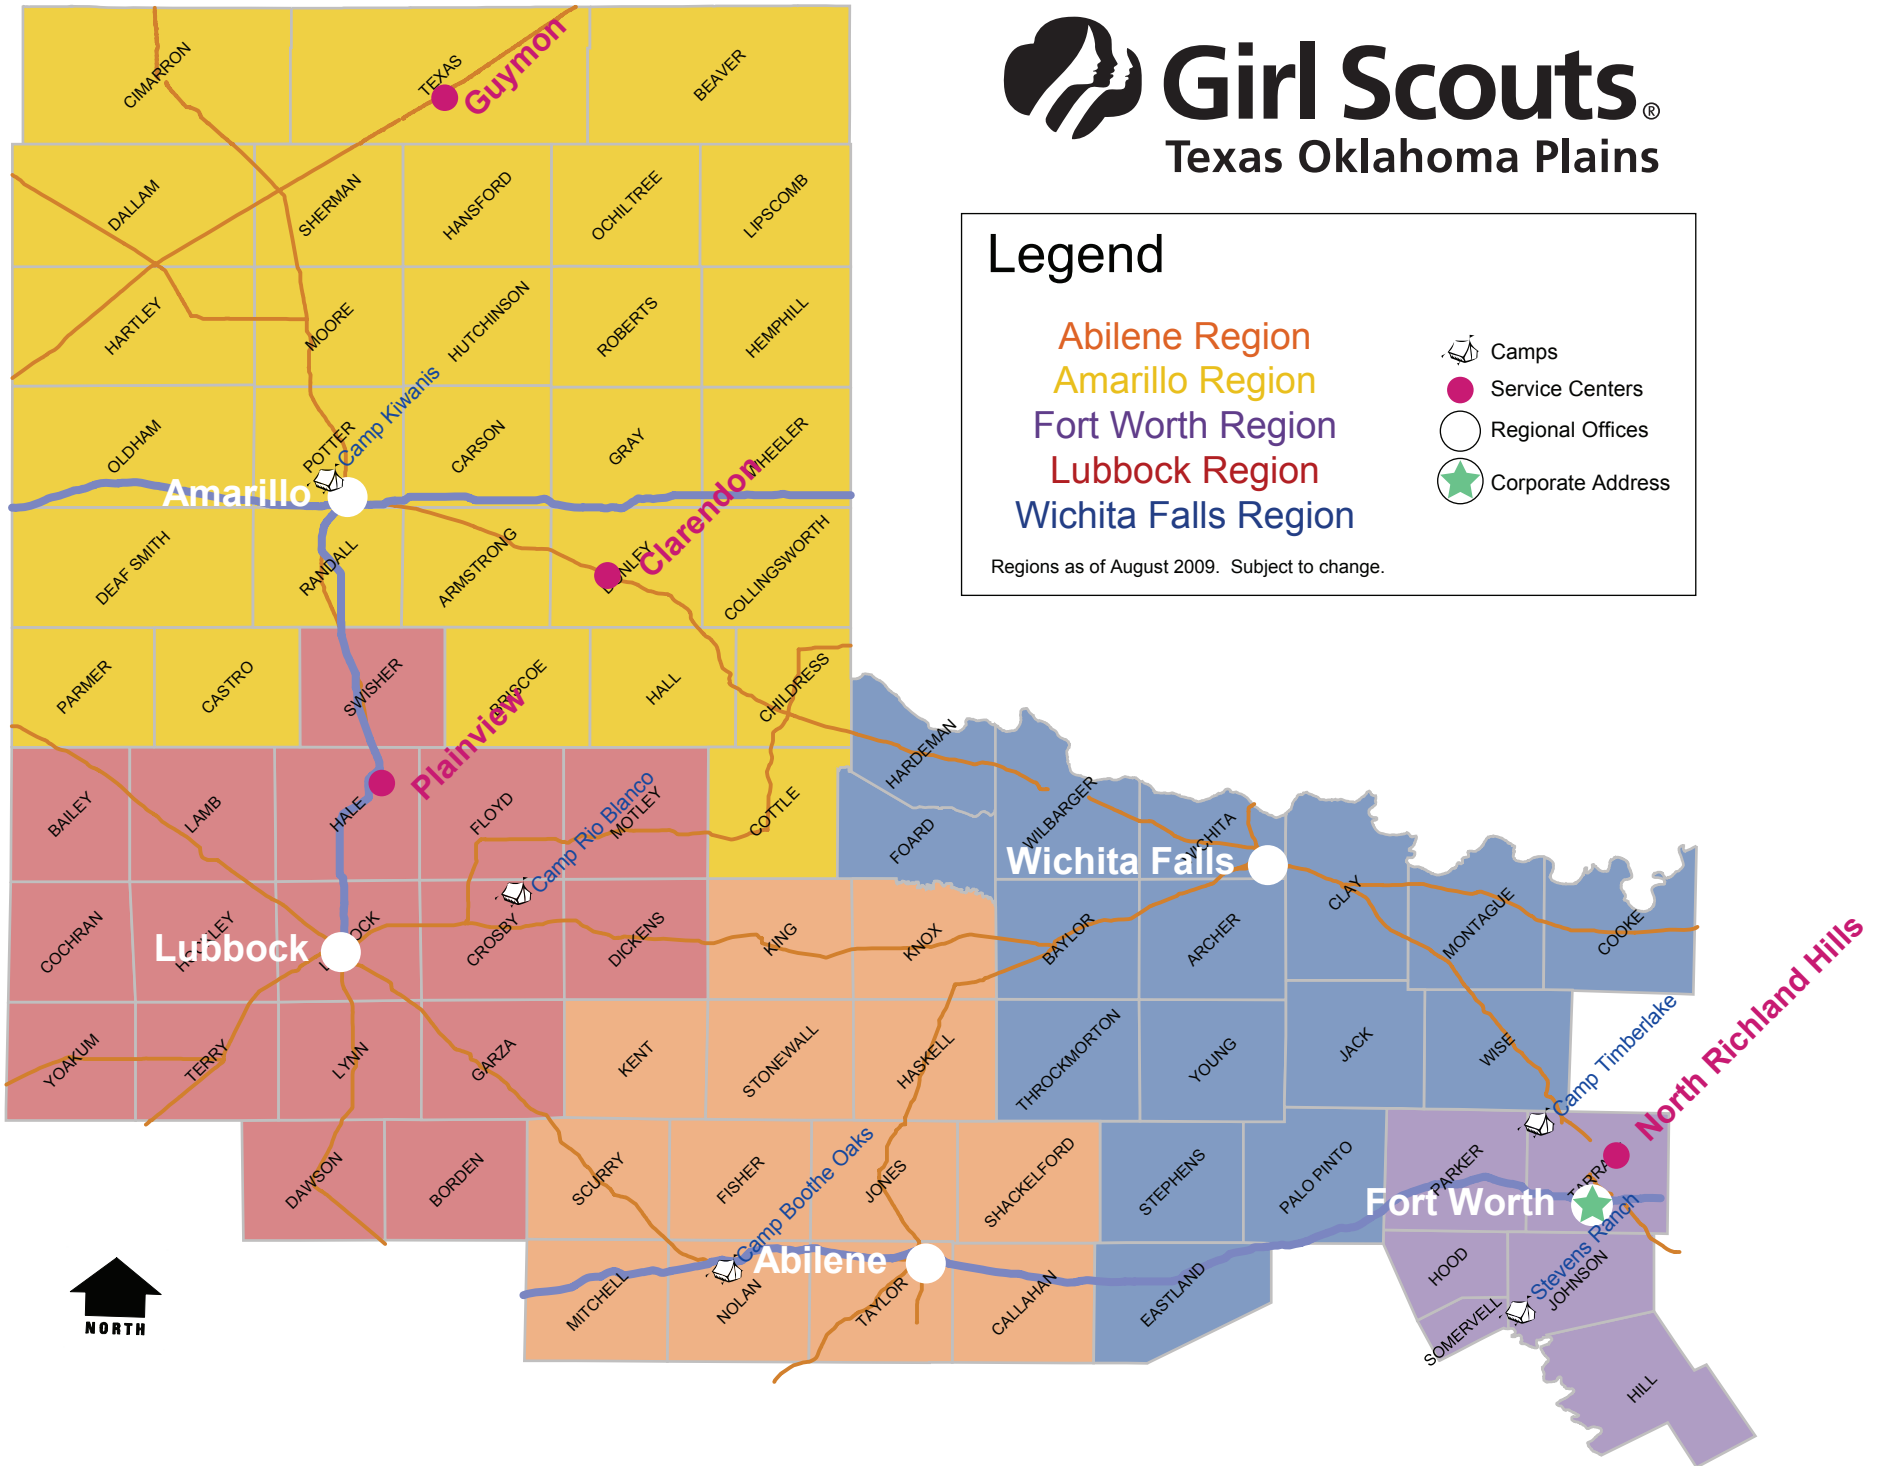 Girl Scouts®
Texas Oklahoma Plains
Legend
Abilene Region
Amarillo Region
Fort Worth Region
Lubbock Region
Wichita Falls Region
Camps
Service Centers
Regional Offices
Corporate Address
Regions as of August 2009. Subject to change.
CIMARRON
TEXAS
Guymon
BEAVER
DALLAM
SHERMAN
HANSFORD
OCHILTREE
LIPSCOMB
HARTLEY
MOORE
HUTCHINSON
ROBERTS
HEMPHILL
OLDHAM
POTTER
Camp Kiwanis
CARSON
GRAY
WHEELER
Amarillo
Clarendon
DEAF SMITH
RANDALL
ARMSTRONG
COLLINGSWORTH
PARMER
CASTRO
SWISHER
BRISCOE
HALL
CHILDRESS
Plainview
BAILEY
LAMB
HALE
FLOYD
MOTLEY
Camp Rio Blanco
COTTLE
HARDEMAN
FOARD
WILBARGER
WICHITA
Wichita Falls
CLAY
MONTAGUE
COOKE
COCHRAN
Lubbock
CROSBY
DICKENS
KING
KNOX
BAYLOR
ARCHER
YOAKUM
TERRY
LYNN
GARZA
KENT
STONEWALL
HASKELL
THROCKMORTON
YOUNG
JACK
WISE
Camp Timberlake
North Richland Hills
DAWSON
BORDEN
SCURRY
FISHER
JONES
SHACKELFORD
STEPHENS
PALO PINTO
PARKER
Fort Worth
Camp Boothe Oaks
Abilene
MITCHELL
NOLAN
TAYLOR
CALLAHAN
EASTLAND
HOOD
Stevens Ranch
JOHNSON
SOMERVELL
HILL
NORTH